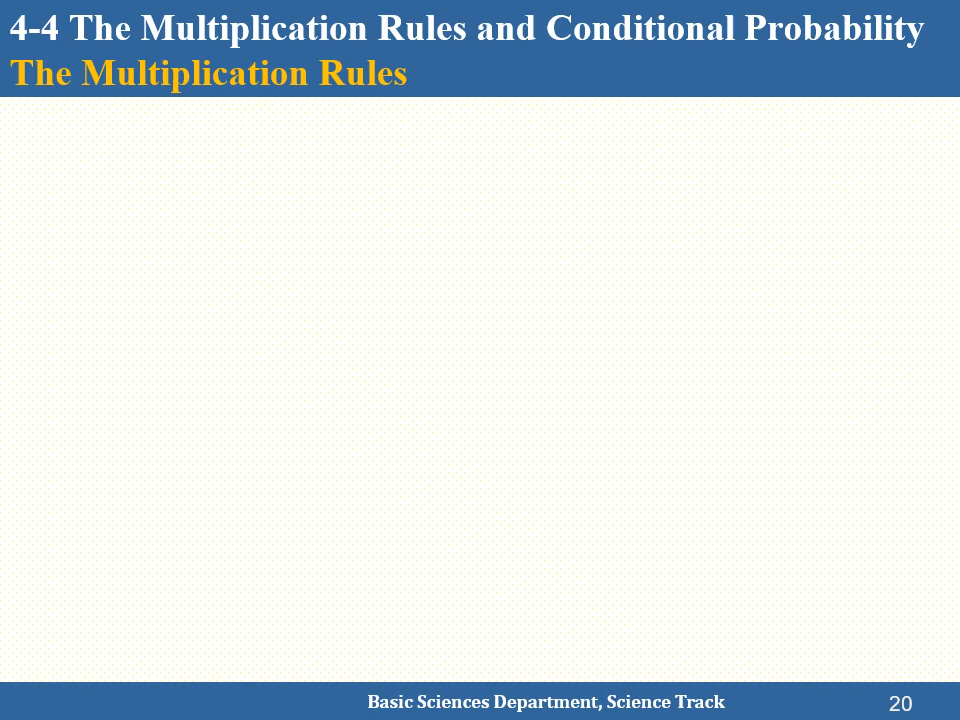 4-4 The Multiplication Rules and Conditional Probability
The Multiplication Rules
Basic Sciences Department, Science Track
20